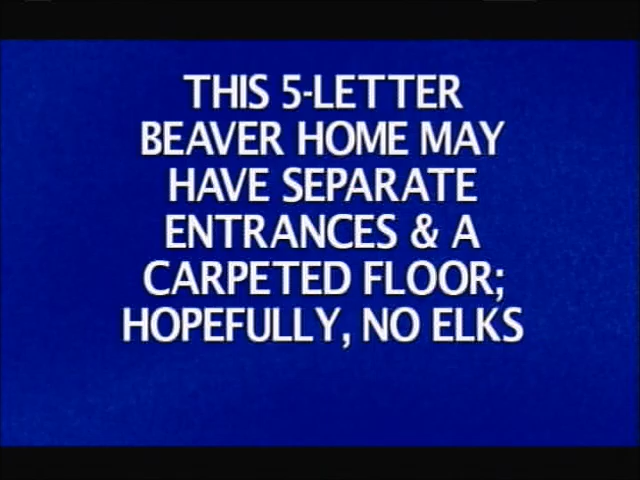 THIS 5-LETTER
BEAVER HOME MAY
HAVE SEPARATE
ENTRANCES & A
CARPETED FLOOR;
HOPEFULLY, NO ELKS